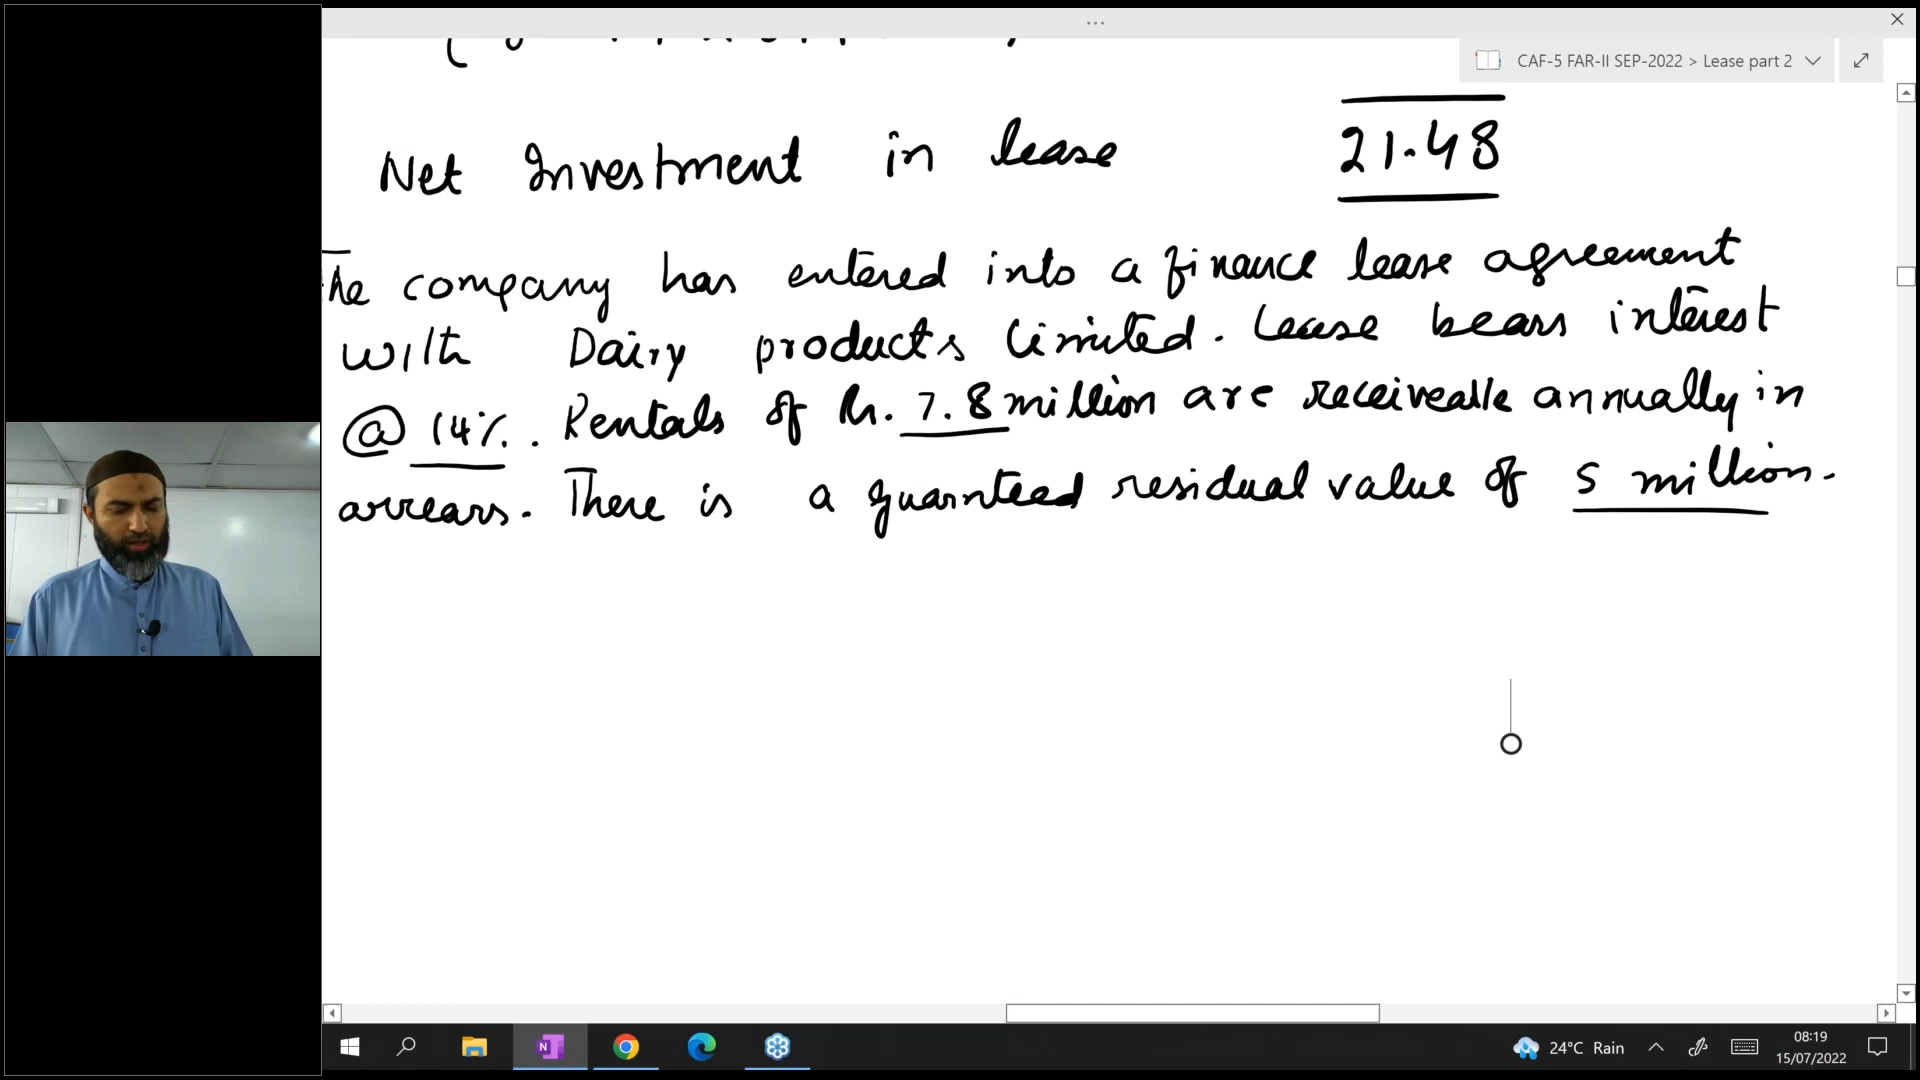 CAF-5 FAR-II SEP-2022 > Lease part 2
Net Investment in lease 21.48
The company has entered into a finance lease agreement
with Dairy products limited. Lease bears interest
@ 14%. Rentals of Rs. 7.8 million are receiveable annually in
arrears. There is a guarnteed residual value of 5 million.
24°C Rain
08:19
15/07/2022